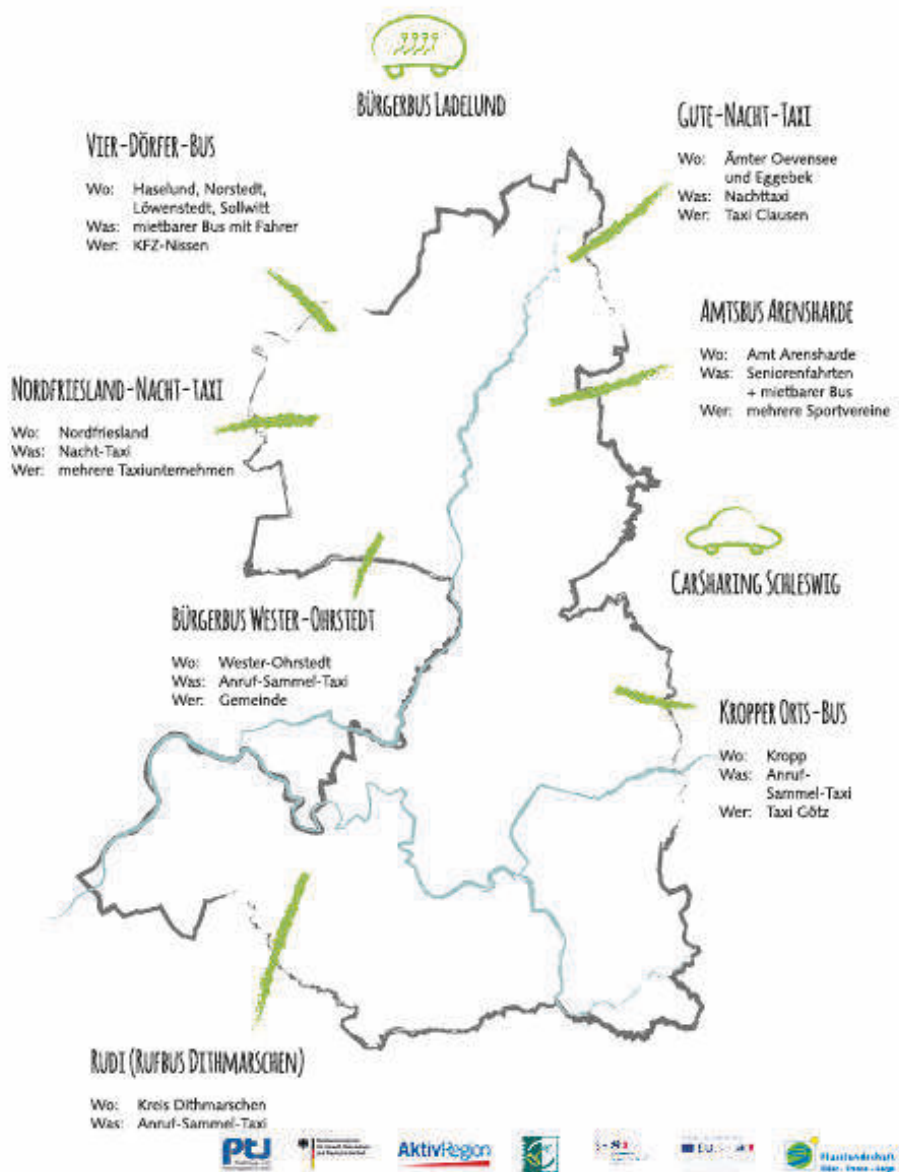 BÜRGERBUS LADELUND
GUTE-NACHT-TAXI
Wo: Ämter Oevensee
und Eggebek
Was: Nachttaxi
Wer: Taxi Clausen
VIER-DÖRFER-BUS
Wo: Haselund, Norstedt,
Löwenstedt, Sollwitt
Was: mietbarer Bus mit Fahrer
Wer: KFZ-Nissen
AMTSBUS ARENSHARDE
Wo: Amt Arensharde
Was: Seniorenfahrten
+ mietbarer Bus
Wer: mehrere Sportvereine
NORDFRIESLAND-NACHT-TAXI
Wo: Nordfriesland
Was: Nacht-Taxi
Wer: mehrere Taxiunternehmen
CARSHARING SCHLESWIG
BÜRGERBUS WESTER-OHRSTEDT
Wo: Wester-Ohrstedt
Was: Anruf-Sammel-Taxi
Wer: Gemeinde
KROPPER ORTS-BUS
Wo: Kropp
Was: Anruf-
Sammel-Taxi
Wer: Taxi Götz
RUDI (RUFBUS DITHMARSCHEN)
Wo: Kreis Dithmarschen
Was: Anruf-Sammel-Taxi
PtJ
AktivRegion
Flusslandschaft